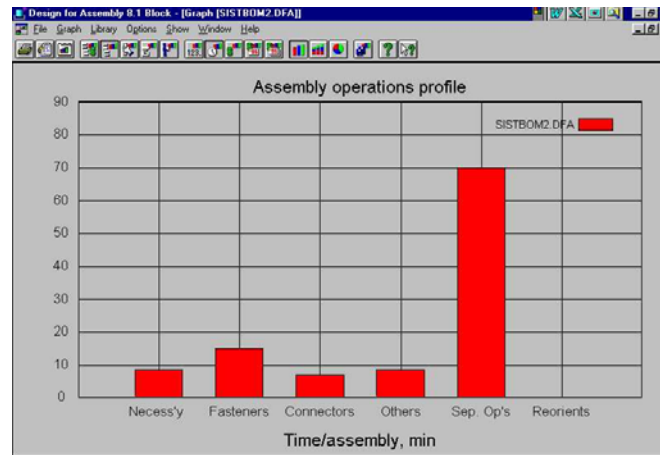 Design for Assembly 8.1 Block - [Graph [SISTBOM2.DFA]]
File Graph Library Options Show Window Help
Assembly operations profile
SISTBOM2.DFA
90
80
70
60
50
40
30
20
10
0
Necess'y Fasteners Connectors Others Sep. Op's Reorients
Time/assembly, min